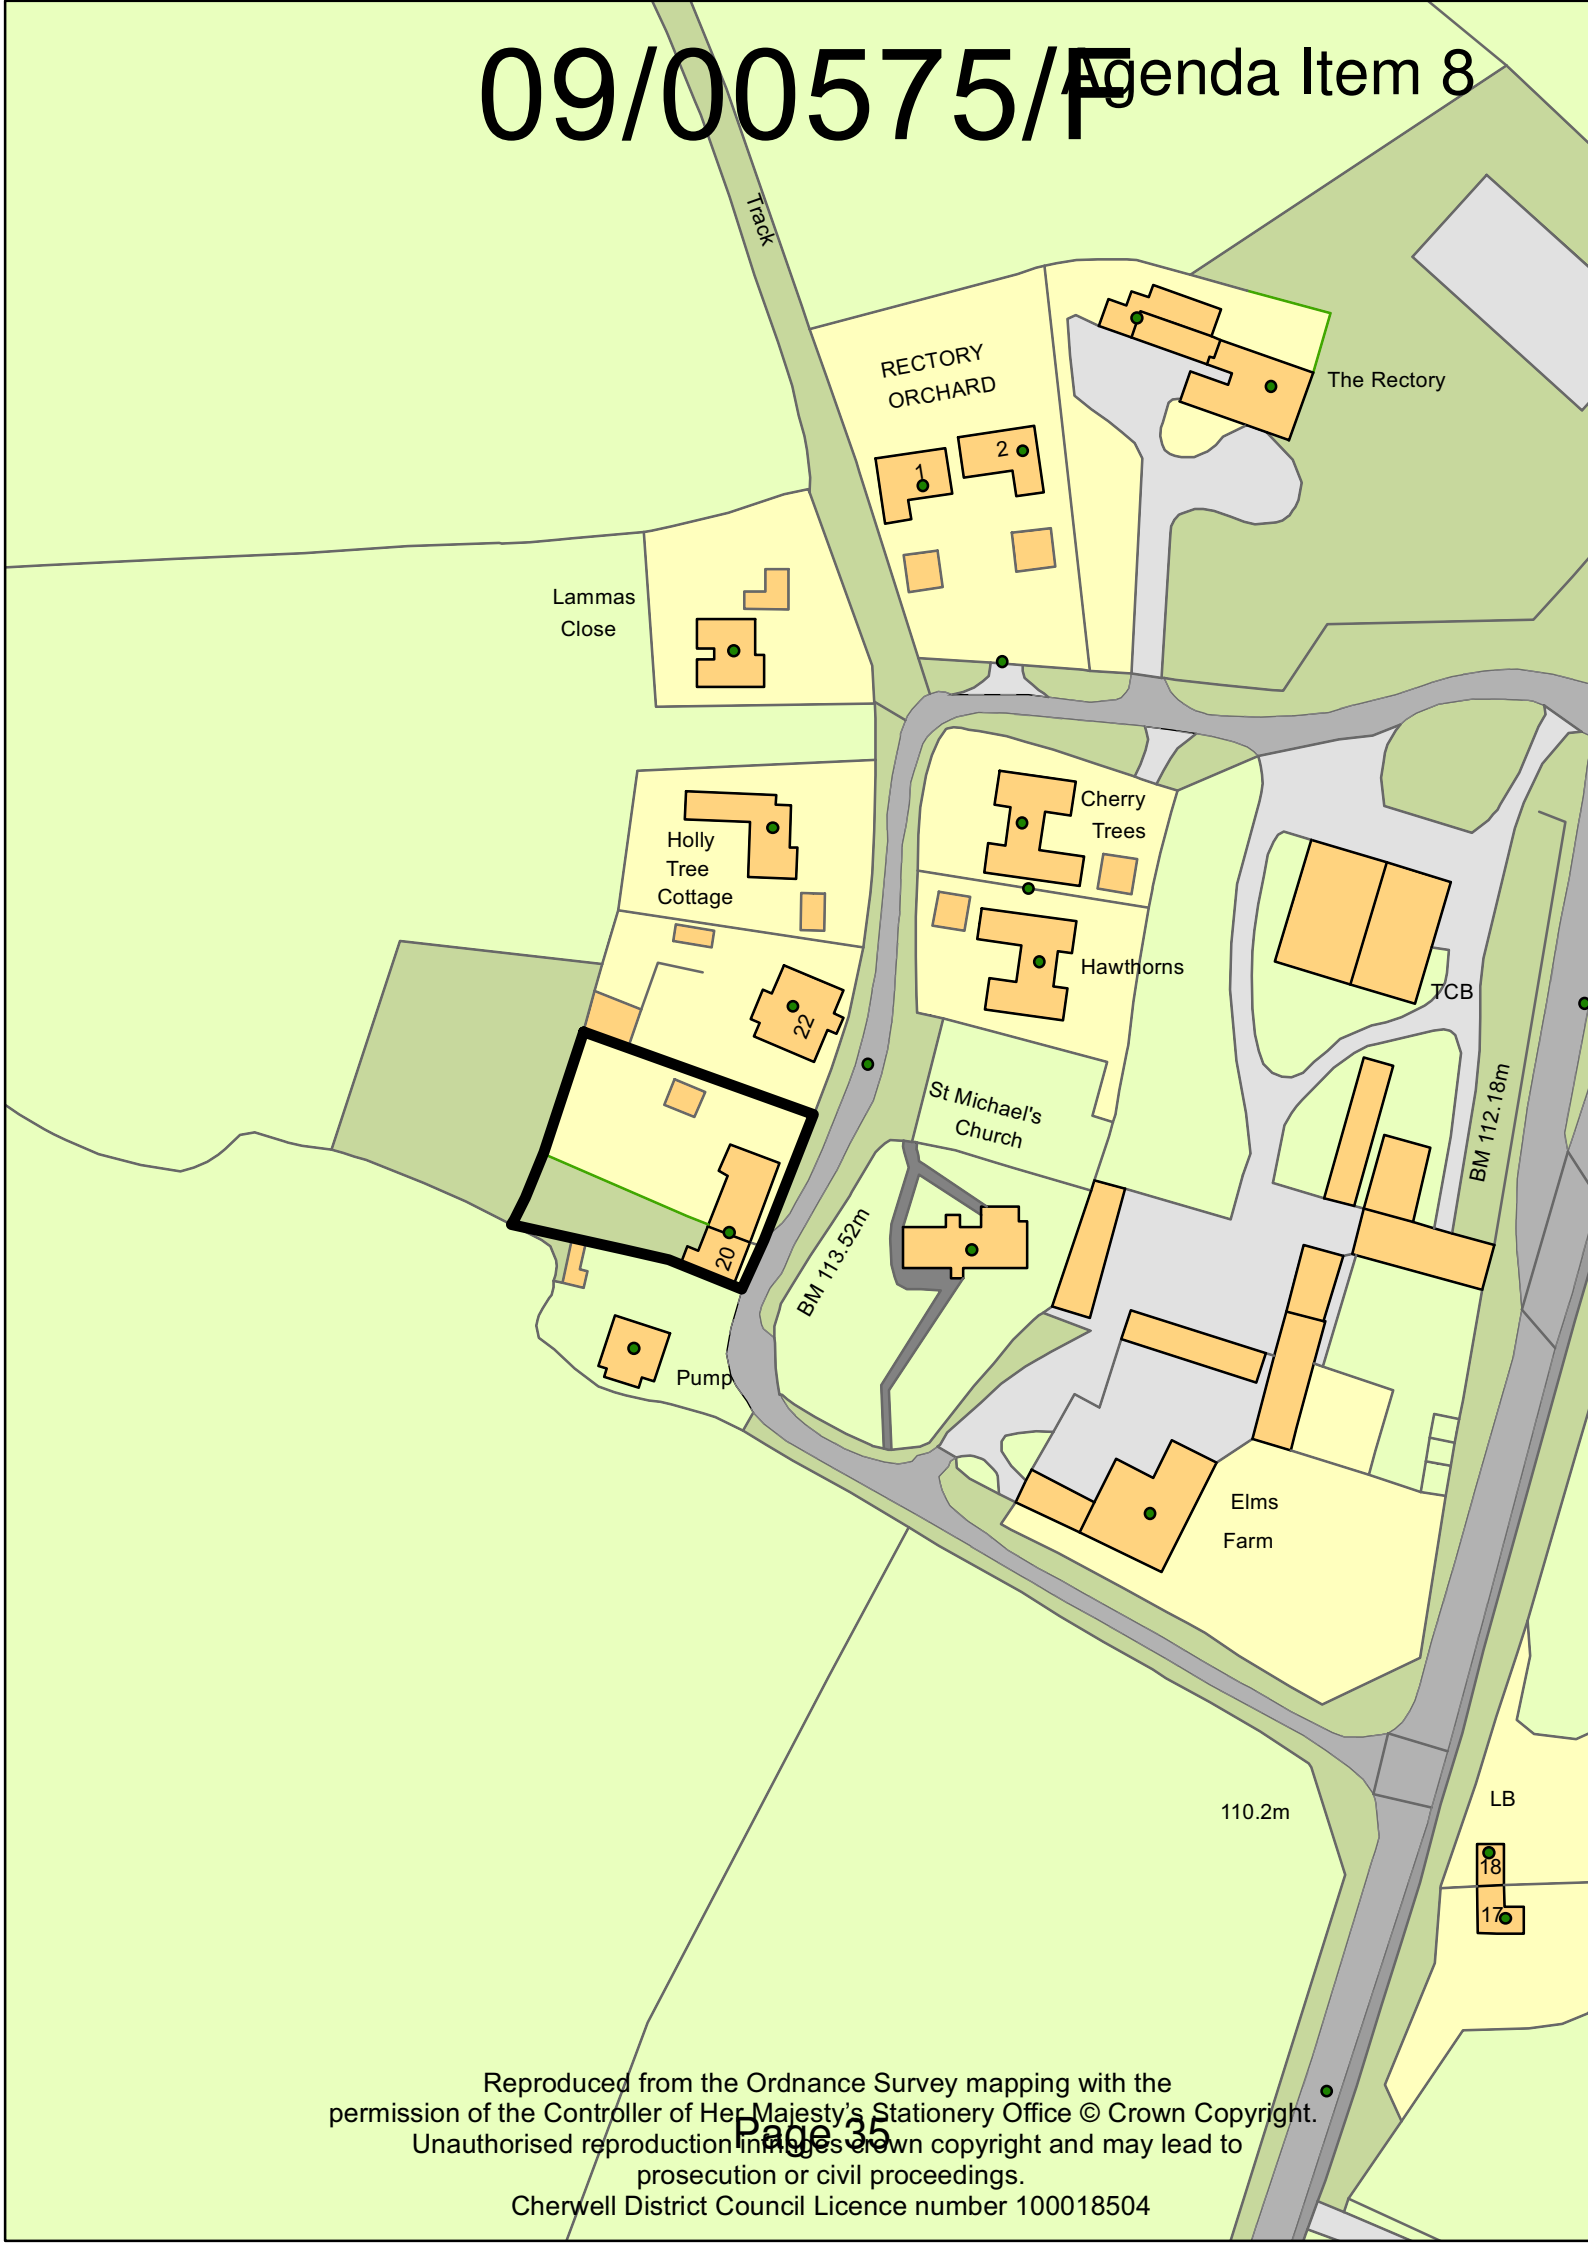 09/00575/F
Agenda Item 8
Track
RECTORY
ORCHARD
The Rectory
1
2
Lammas
Close
Cherry
Trees
Holly
Tree
Cottage
Hawthorns
TCB
22
St Michael's
Church
BM 112.18m
BM 113.52m
20
Pump
Elms
Farm
110.2m
LB
18
17
Reproduced from the Ordnance Survey mapping with the
permission of the Controller of Her Majesty's Stationery Office © Crown Copyright.
Page 35
Unauthorised reproduction infringes crown copyright and may lead to
prosecution or civil proceedings.
Cherwell District Council Licence number 100018504